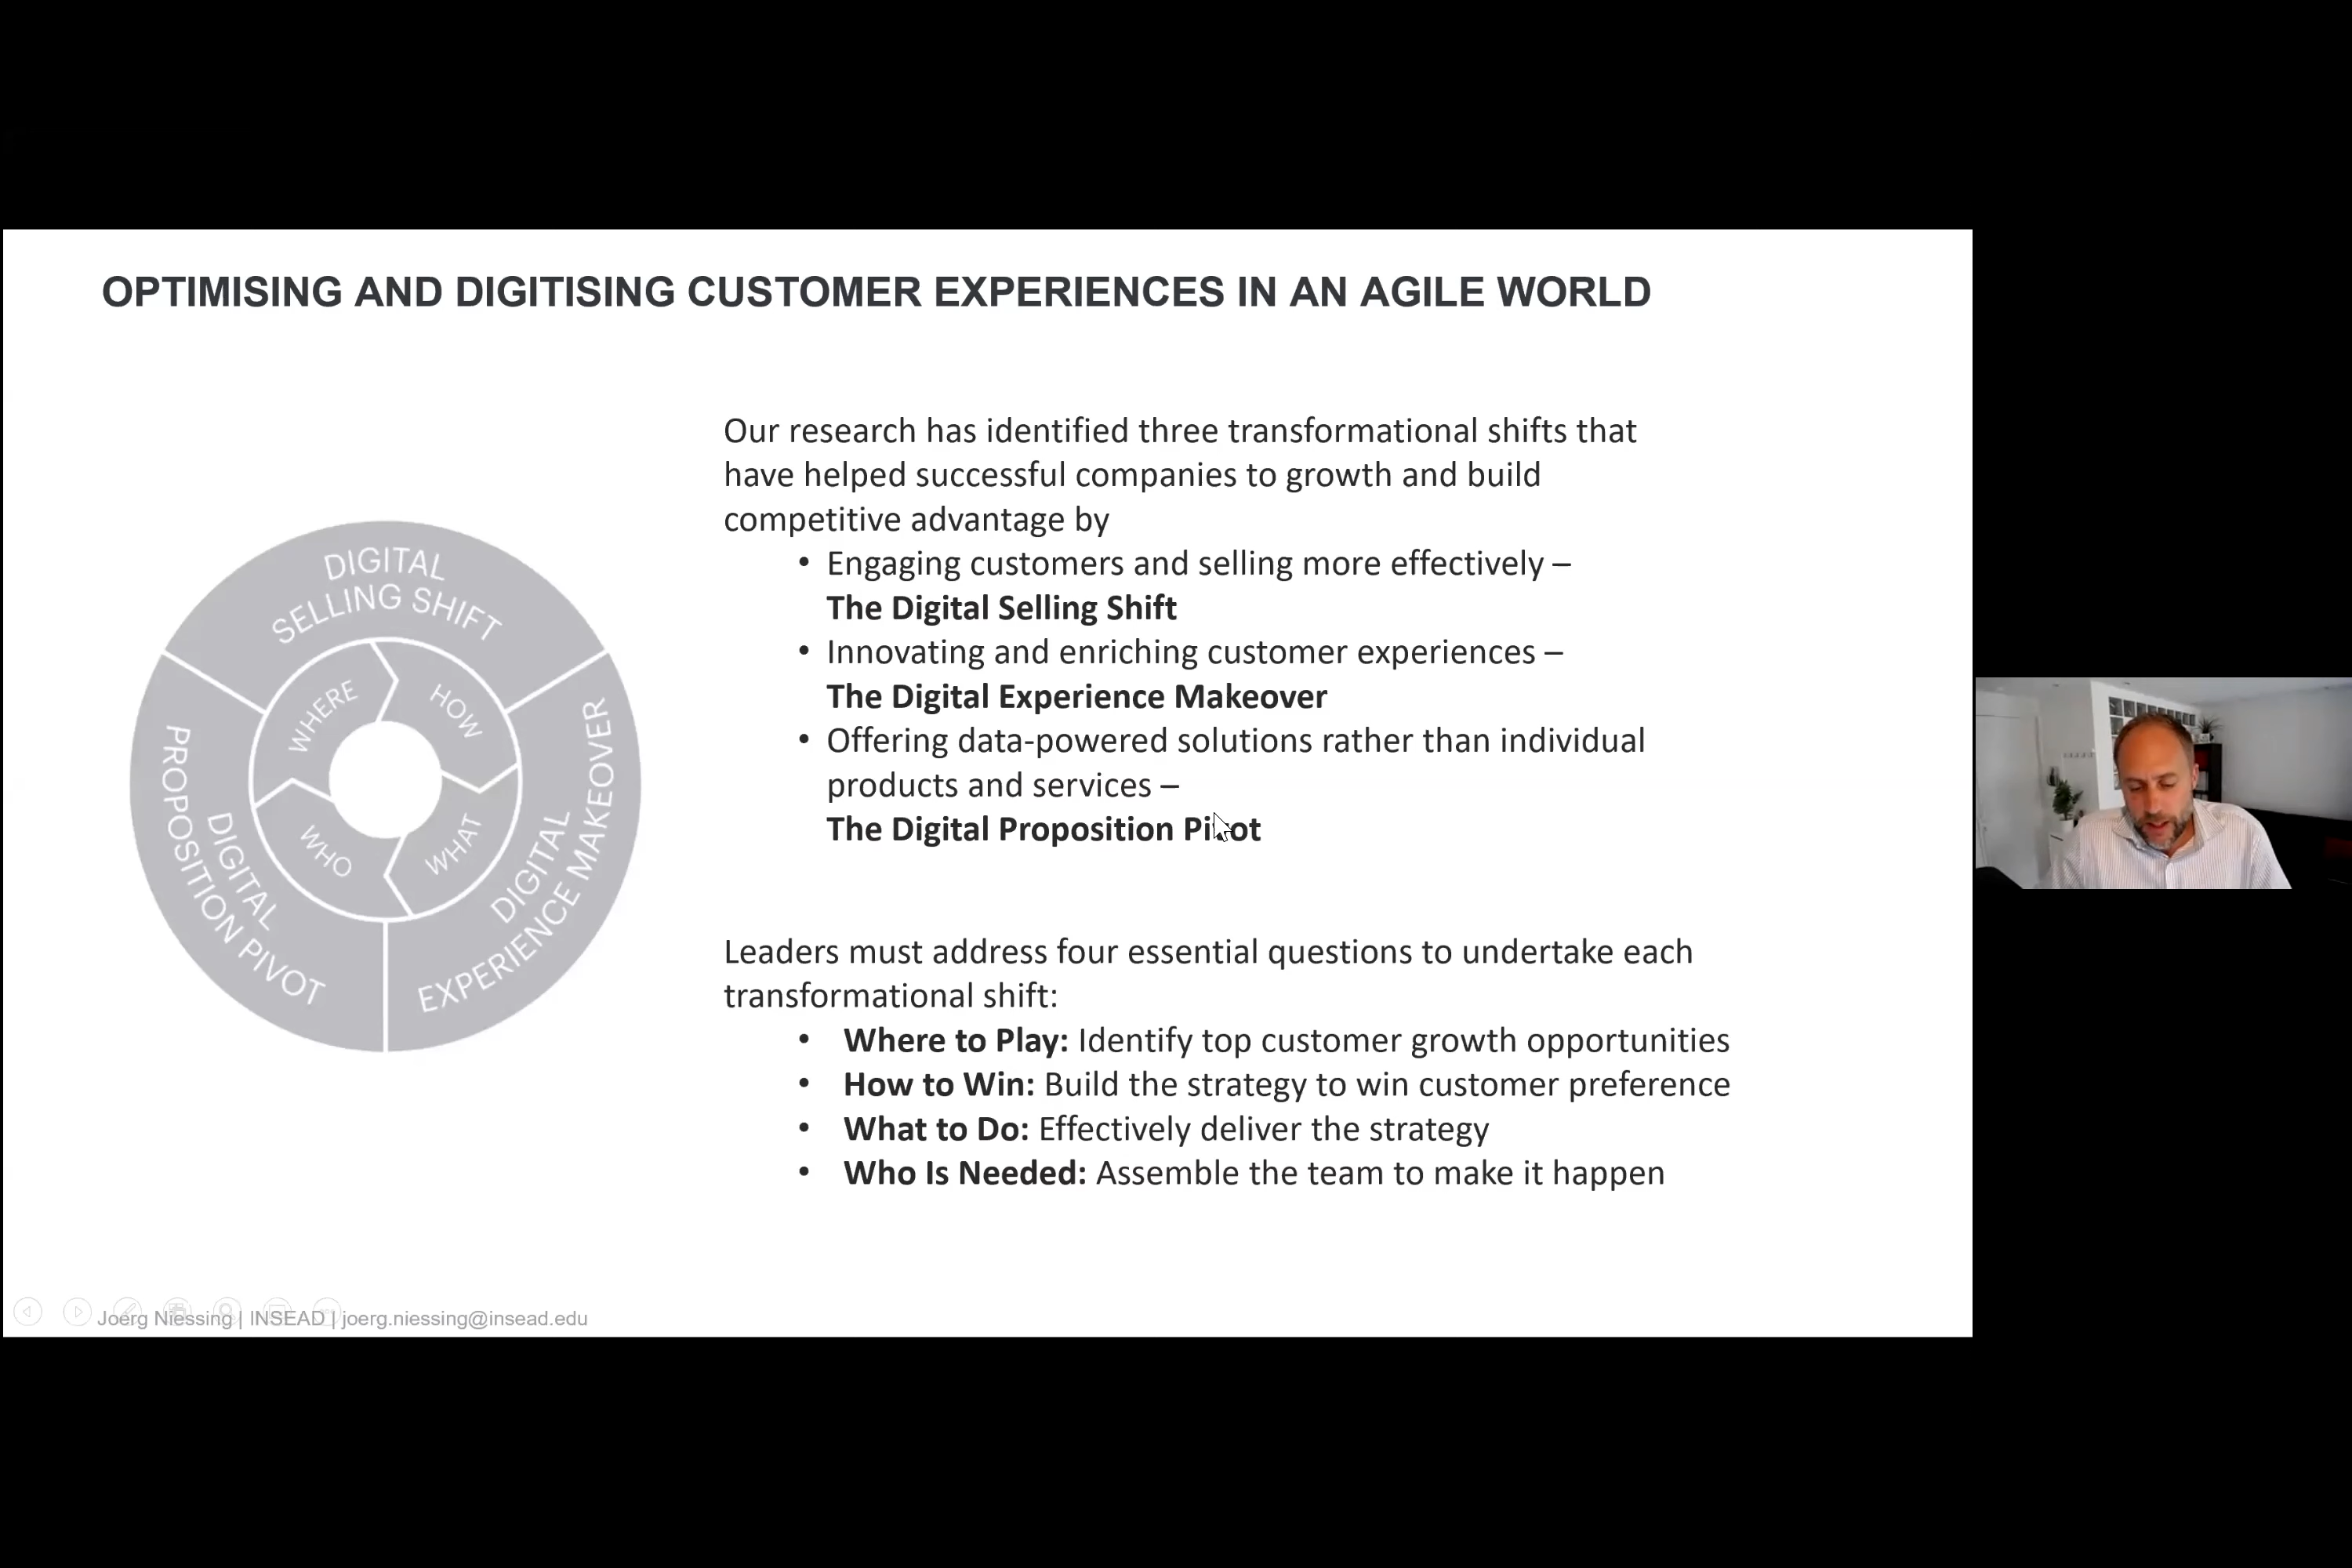 OPTIMISING AND DIGITISING CUSTOMER EXPERIENCES IN AN AGILE WORLD
DIGITAL
SELLING SHIFT
DIGITAL
EXPERIENCE MAKEOVER
DIGITAL
PROPOSITION PIVOT
WHERE
HOW
WHAT
WHO
Our research has identified three transformational shifts that
have helped successful companies to growth and build
competitive advantage by
• Engaging customers and selling more effectively –
The Digital Selling Shift
• Innovating and enriching customer experiences –
The Digital Experience Makeover
• Offering data-powered solutions rather than individual
products and services –
The Digital Proposition Pivot
Leaders must address four essential questions to undertake each
transformational shift:
• Where to Play: Identify top customer growth opportunities
• How to Win: Build the strategy to win customer preference
• What to Do: Effectively deliver the strategy
• Who Is Needed: Assemble the team to make it happen
Joerg Niessing | INSEAD | joerg.niessing@insead.edu